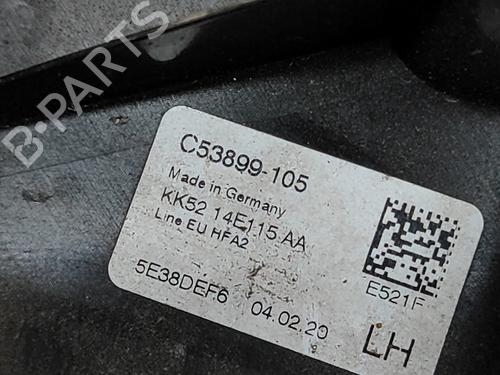 B-PARTS
C53899-105
Made in Germany
KK52 14E115 AA
Line EU HFA2
5E38DEF6 04.02.20
E521F
LH